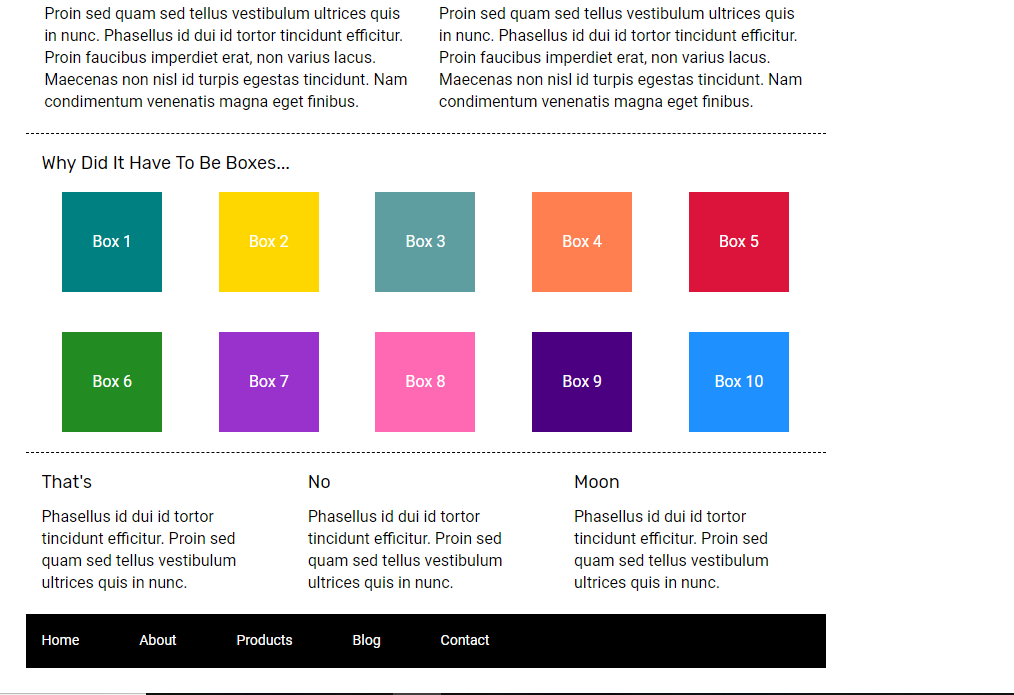 Proin sed quam sed tellus vestibulum ultrices quis
in nunc. Phasellus id dui id tortor tincidunt efficitur.
Proin faucibus imperdiet erat, non varius lacus.
Maecenas non nisl id turpis egestas tincidunt. Nam
condimentum venenatis magna eget finibus.
Proin sed quam sed tellus vestibulum ultrices quis
in nunc. Phasellus id dui id tortor tincidunt efficitur.
Proin faucibus imperdiet erat, non varius lacus.
Maecenas non nisl id turpis egestas tincidunt. Nam
condimentum venenatis magna eget finibus.
Why Did It Have To Be Boxes...
Box 1
Box 2
Box 3
Box 4
Box 5
Box 6
Box 7
Box 8
Box 9
Box 10
That's
Phasellus id dui id tortor
tincidunt efficitur. Proin sed
quam sed tellus vestibulum
ultrices quis in nunc.
No
Phasellus id dui id tortor
tincidunt efficitur. Proin sed
quam sed tellus vestibulum
ultrices quis in nunc.
Moon
Phasellus id dui id tortor
tincidunt efficitur. Proin sed
quam sed tellus vestibulum
ultrices quis in nunc.
Home About Products Blog Contact